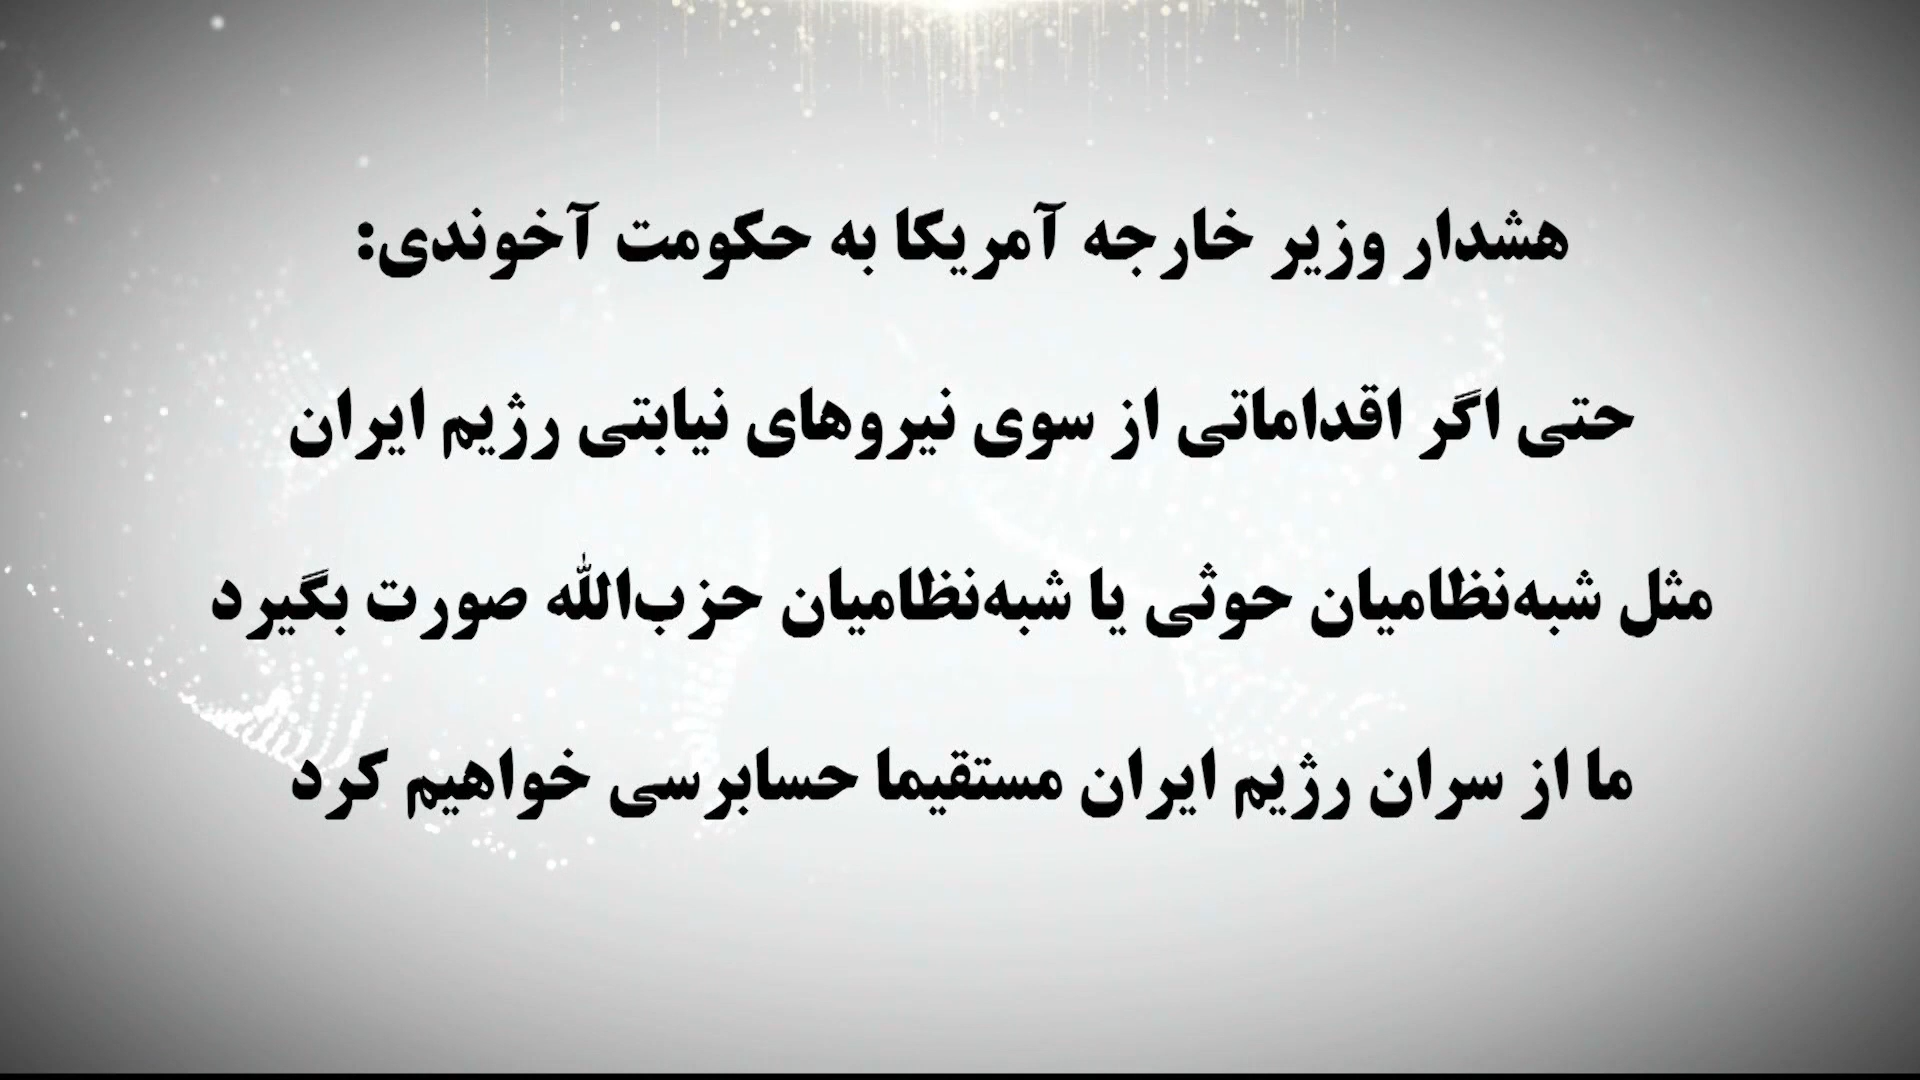 هشدار وزیر خارجه آمریکا به حکومت آخوندی:
حتی اگر اقداماتی از سوی نیروهای نیابتی رژیم ایران
مثل شبه‌نظامیان حوثی یا شبه‌نظامیان حزب‌الله صورت بگیرد
ما از سران رژیم ایران مستقیما حسابرسی خواهیم کرد